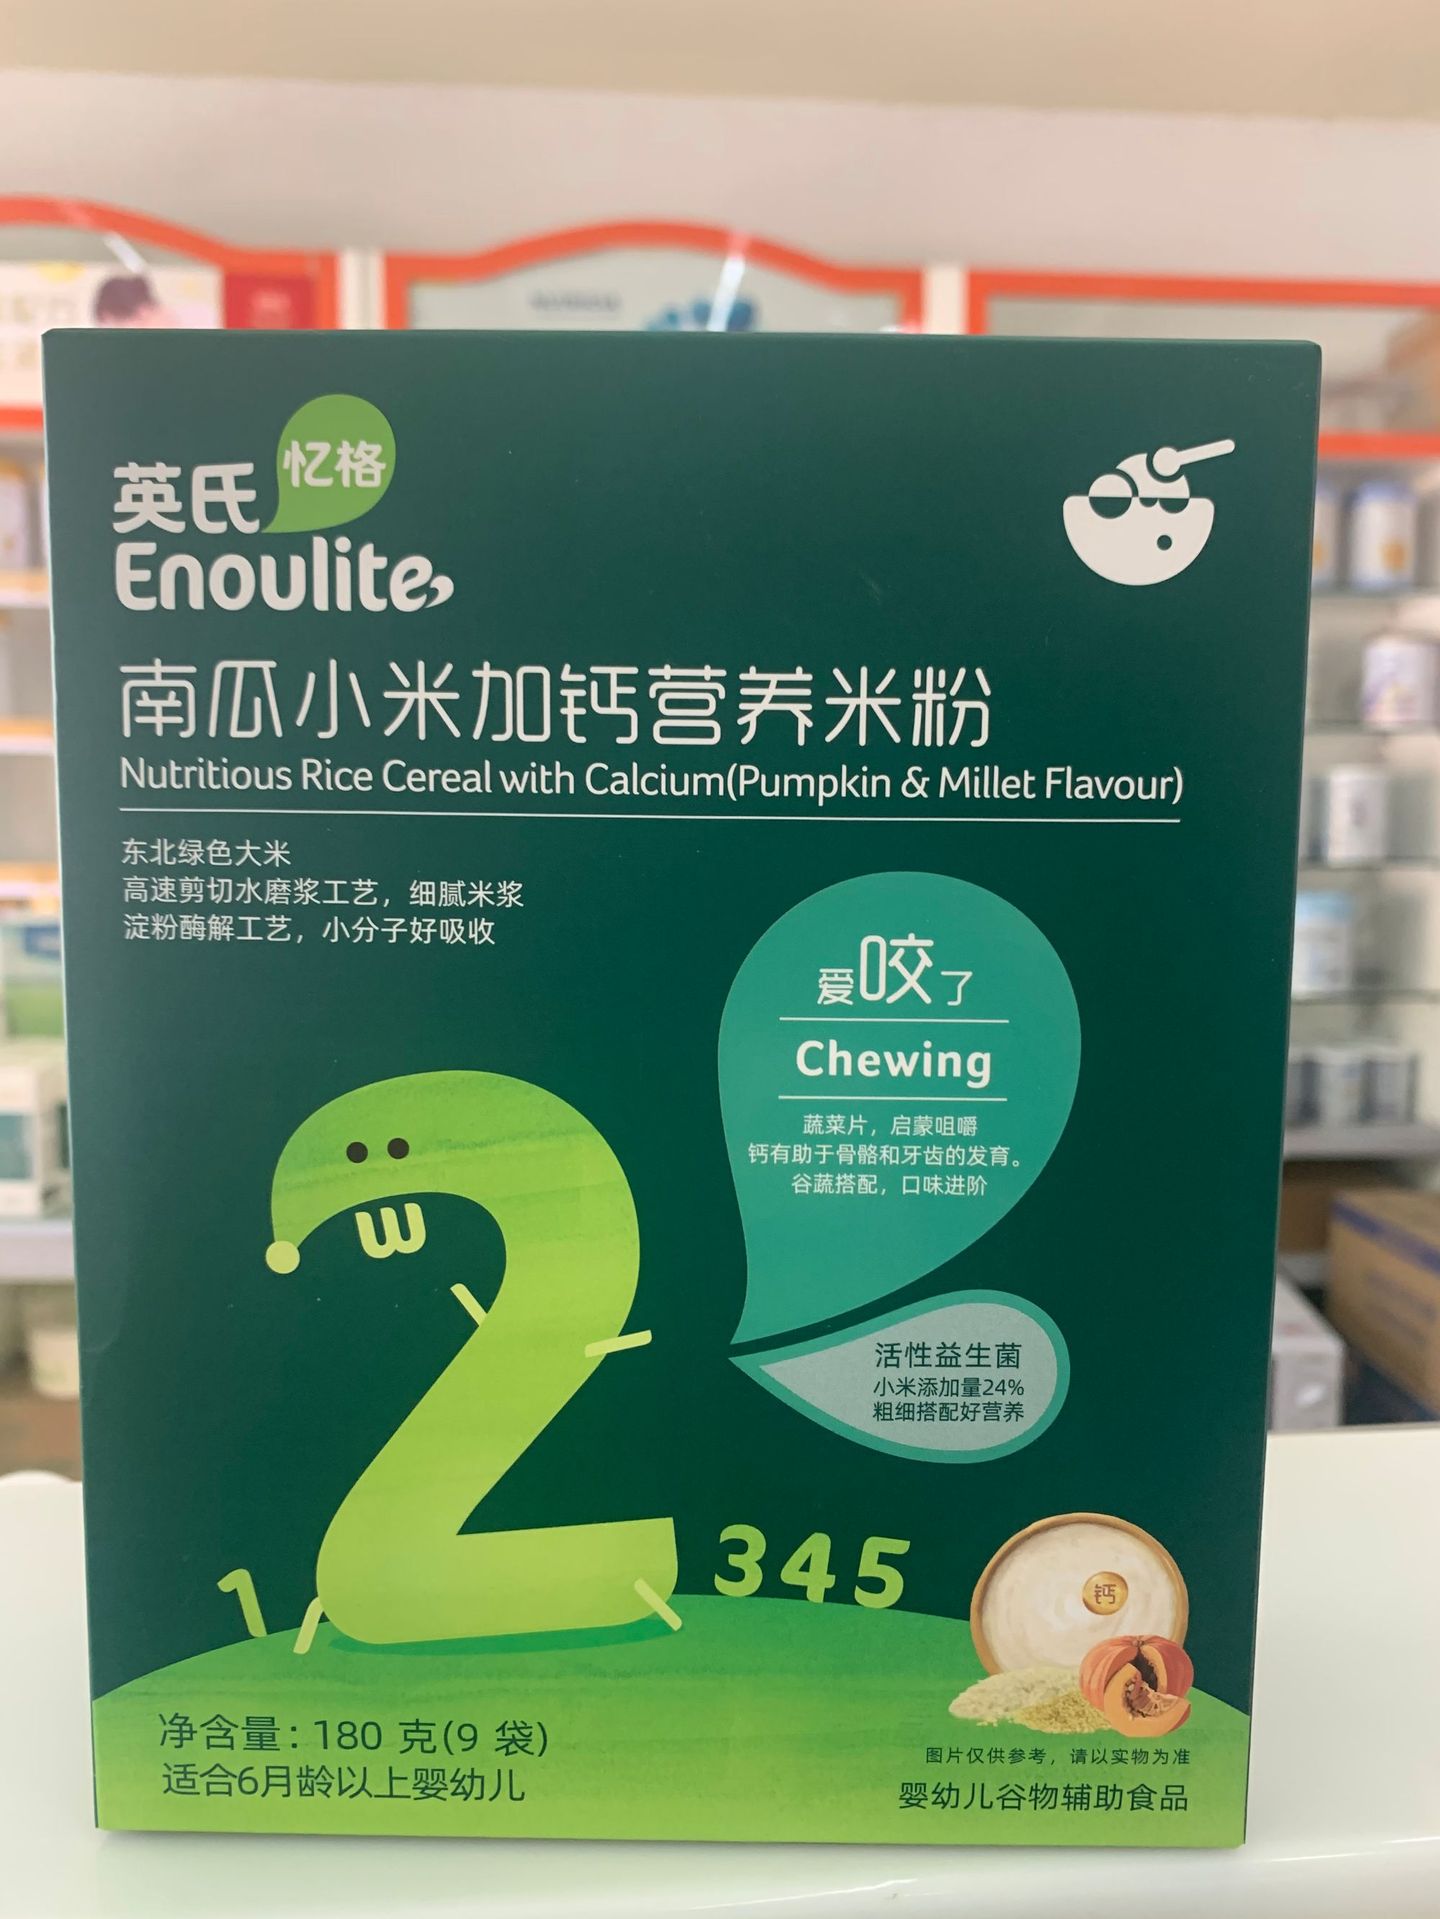 忆格
英氏
Enoulite
南瓜小米加钙营养米粉
Nutritious Rice Cereal with Calcium(Pumpkin & Millet Flavour)
东北绿色大米
高速剪切水磨浆工艺，细腻米浆
淀粉酶解工艺，小分子好吸收
爱咬了
Chewing
蔬菜片，启蒙咀嚼
钙有助于骨骼和牙齿的发育。
谷蔬搭配，口味进阶
活性益生菌
小米添加量24%
粗细搭配好营养
1 2 3 4 5
钙
净含量：180 克(9 袋)
适合6月龄以上婴幼儿
图片仅供参考，请以实物为准
婴幼儿谷物辅助食品